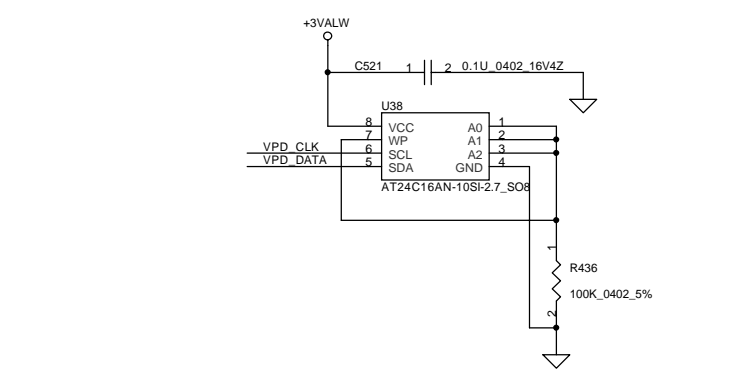 +3VALW
C521 1 2 0.1U_0402_16V4Z
U38
8 VCC A0 1
7 WP A1 2
VPD_CLK 6 SCL A2 3
VPD_DATA 5 SDA GND 4
AT24C16AN-10SI-2.7_SO8
1
R436
100K_0402_5%
2